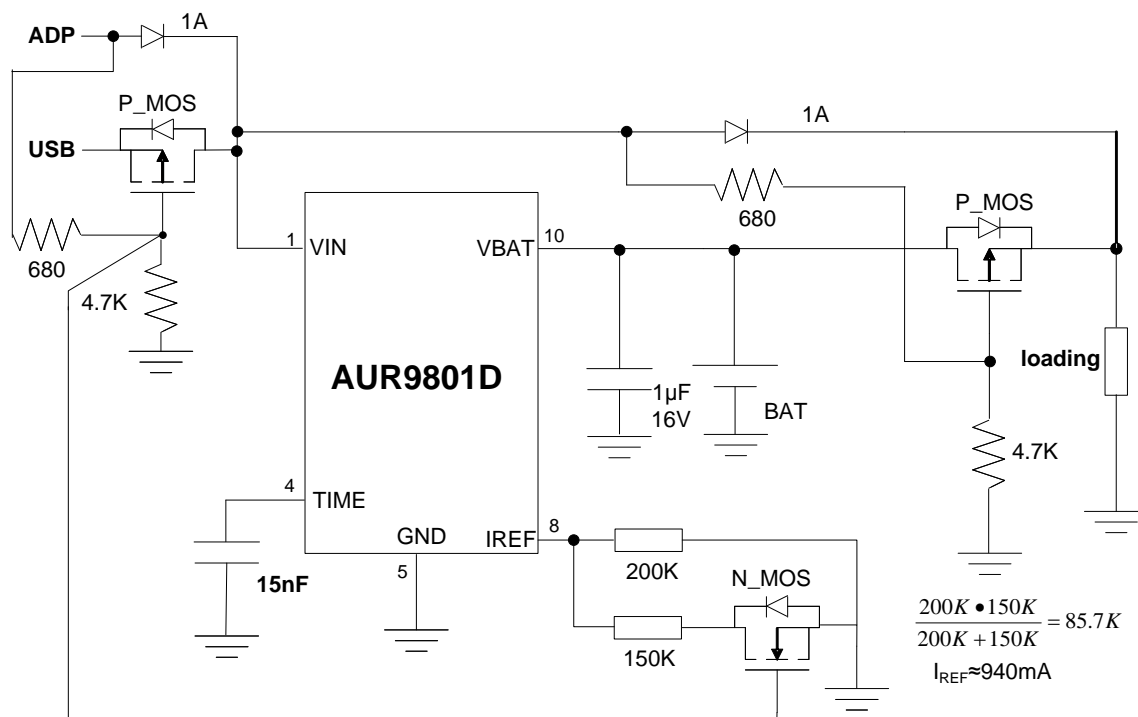 ADP
1A
P_MOS
USB
1A
680
P_MOS
680
1
VIN
VBAT
10
4.7K
AUR9801D
1µF
16V
BAT
loading
4.7K
4
TIME
GND
5
IREF
8
15nF
200K
N_MOS
150K
200K•150K
200K+150K
=85.7K
IREF≈940mA